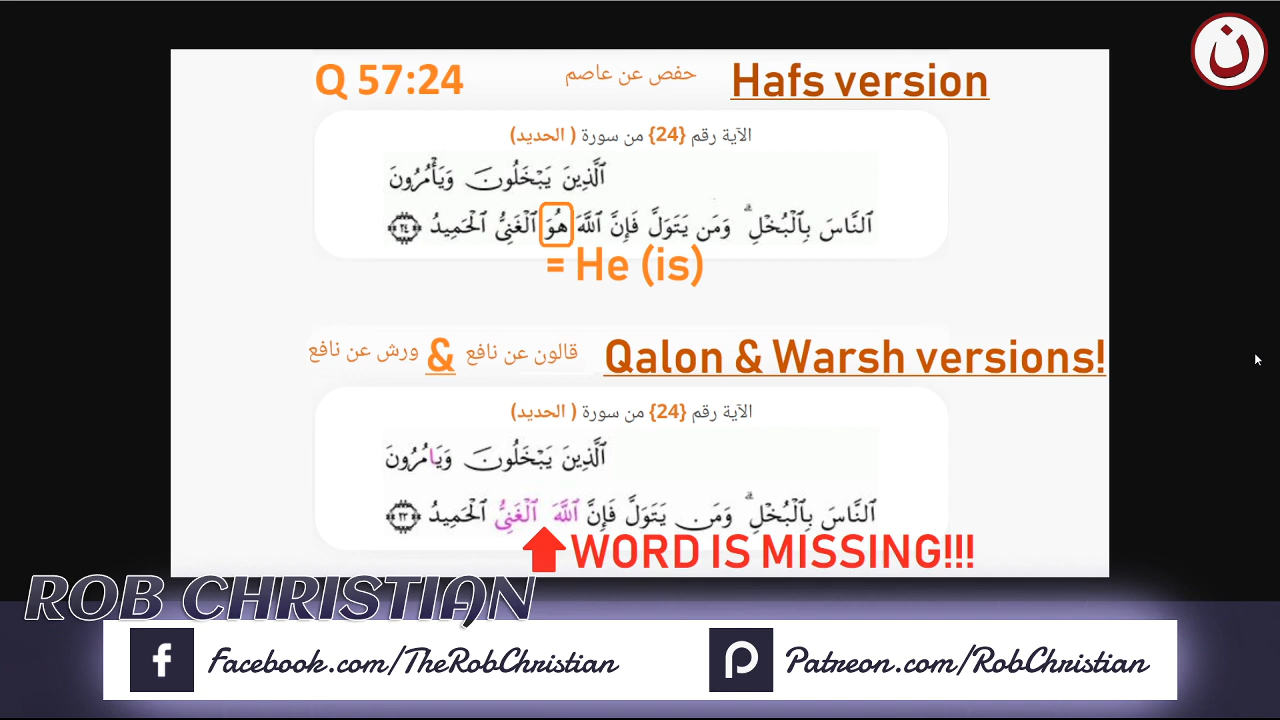 ن
Q 57:24 حفص عن عاصم Hafs version
الآية رقم {24} من سورة ( الحديد)
ٱلَّذِينَ يَبْخَلُونَ وَيَأْمُرُونَ
ٱلنَّاسَ بِٱلْبُخْلِ ۗ وَمَن يَتَوَلَّ فَإِنَّ ٱللَّهَ هُوَ ٱلْغَنِىُّ ٱلْحَمِيدُ ٢٤
= He (is)
ورش عن نافع & قالون عن نافع Qalon & Warsh versions!
الآية رقم {24} من سورة ( الحديد)
ٱلَّذِينَ يَبْخَلُونَ وَيَامُرُونَ
ٱلنَّاسَ بِٱلْبُخْلِ ۗ وَمَن يَتَوَلَّ فَإِنَّ ٱللَّهَ ٱلْغَنِىُّ ٱلْحَمِيدُ ٢٣
WORD IS MISSING!!!
ROB CHRISTIAN
f Facebook.com/TheRobChristian
Patreon.com/RobChristian